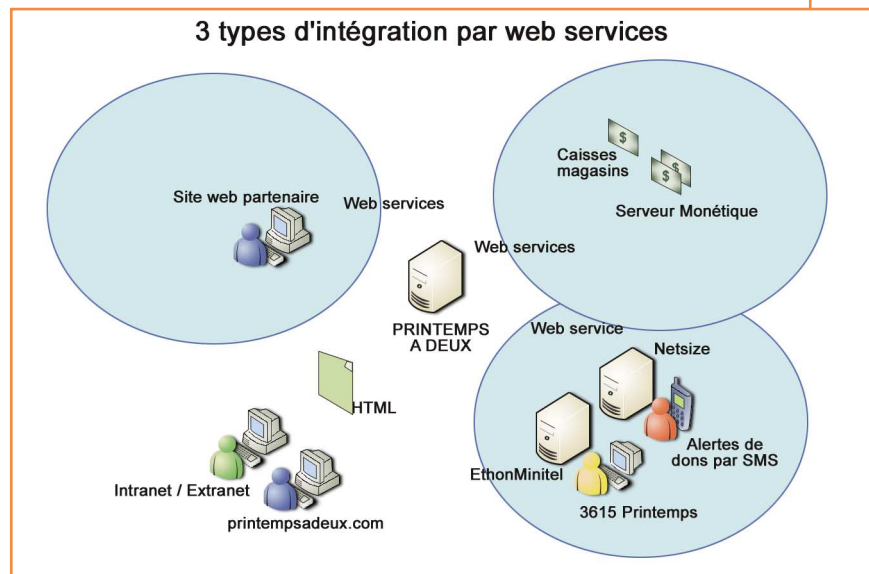 3 types d'intégration par web services
Caisses
magasins
Site web partenaire
Web services
Serveur Monétique
Web services
PRINTEMPS
A DEUX
Web service
Netsize
HTML
Alertes de
dons par SMS
EthonMinitel
Intranet / Extranet
3615 Printemps
printempsadeux.com